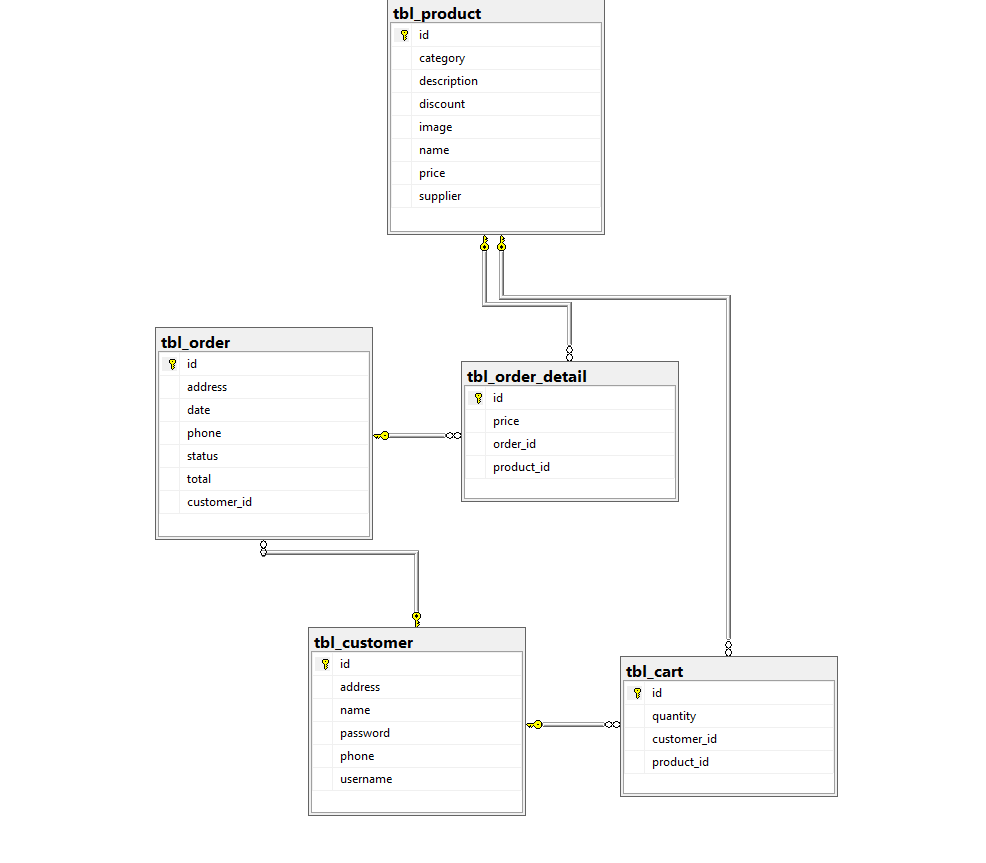 tbl_product
id
category
description
discount
image
name
price
supplier
tbl_order
id
address
date
phone
status
total
customer_id
tbl_order_detail
id
price
order_id
product_id
tbl_customer
id
address
name
password
phone
username
tbl_cart
id
quantity
customer_id
product_id